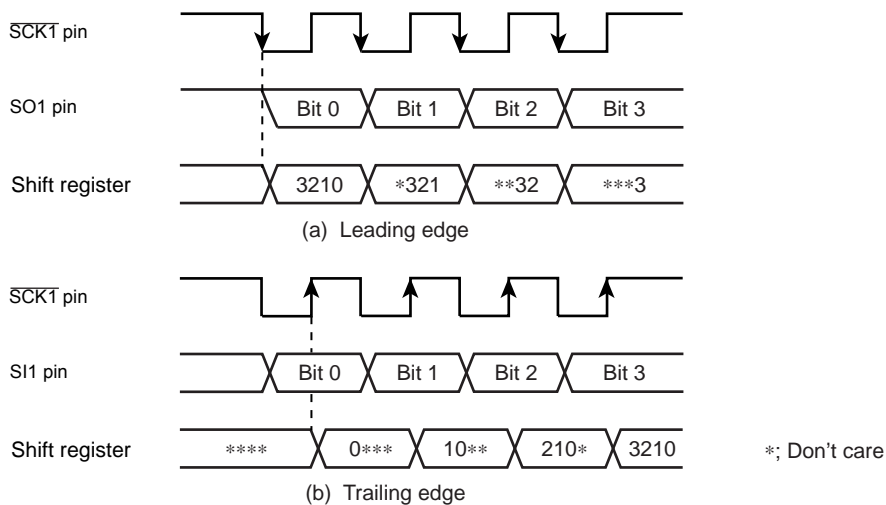 SCK1 pin
SO1 pin Bit 0 Bit 1 Bit 2 Bit 3
Shift register 3210 *321 **32 ***3
(a) Leading edge
SCK1 pin
SI1 pin Bit 0 Bit 1 Bit 2 Bit 3
Shift register **** 0*** 10** 210* 3210 *; Don't care
(b) Trailing edge